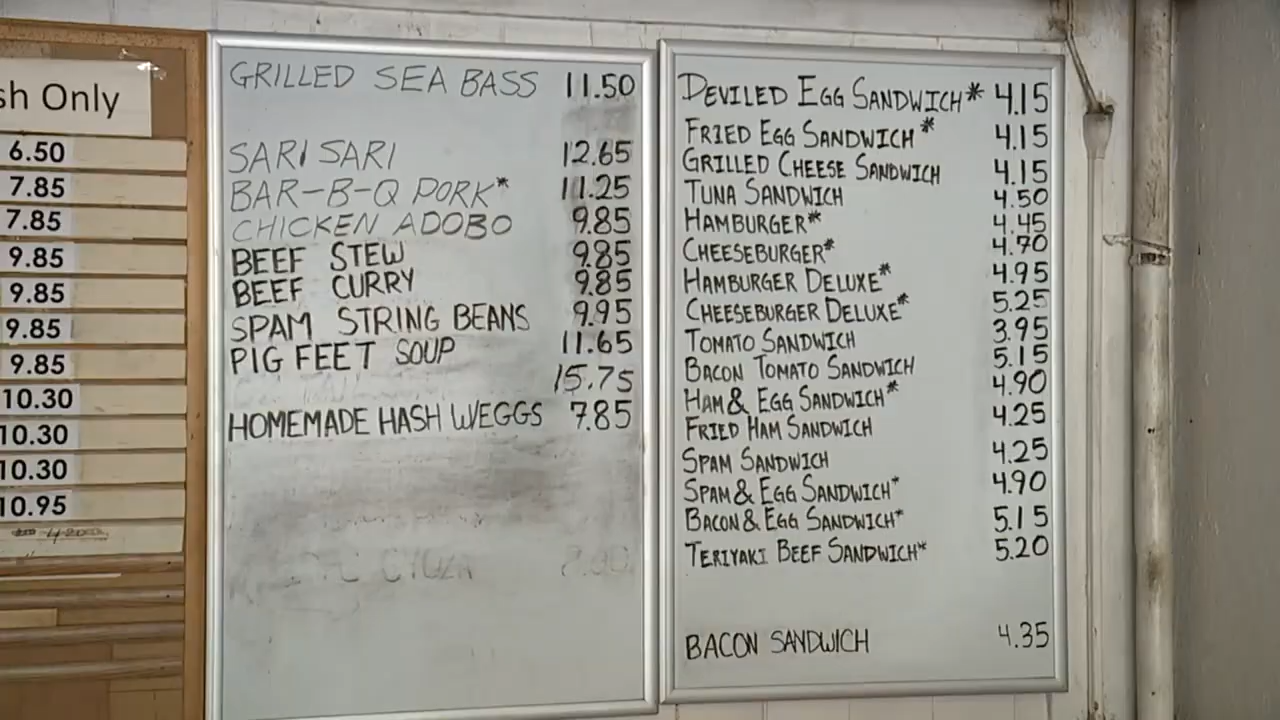 sh Only
6.50
7.85
7.85
9.85
9.85
9.85
9.85
10.30
10.30
10.30
10.95
GRILLED SEA BASS 11.50
SARI SARI 12.65
BAR-B-Q PORK* 11.25
CHICKEN ADOBO 9.85
BEEF STEW 9.85
BEEF CURRY 9.85
SPAM STRING BEANS 9.95
PIG FEET SOUP 11.65
15.75
HOMEMADE HASH W/EGGS 7.85
DEVILED EGG SANDWICH* 4.15
FRIED EGG SANDWICH* 4.15
GRILLED CHEESE SANDWICH 4.15
TUNA SANDWICH 4.50
HAMBURGER* 4.45
CHEESEBURGER* 4.70
HAMBURGER DELUXE* 4.95
CHEESEBURGER DELUXE* 5.25
TOMATO SANDWICH 3.95
BACON TOMATO SANDWICH 5.15
HAM & EGG SANDWICH* 4.90
FRIED HAM SANDWICH 4.25
SPAM SANDWICH 4.25
SPAM & EGG SANDWICH* 4.90
BACON & EGG SANDWICH* 5.15
TERIYAKI BEEF SANDWICH* 5.20
BACON SANDWICH 4.35